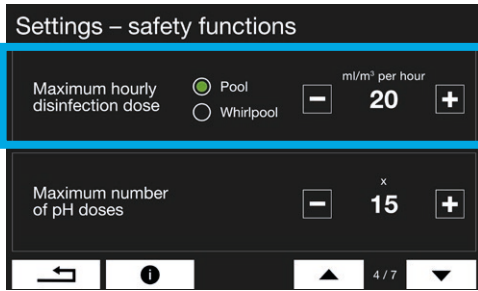 Settings – safety functions
Maximum hourly
disinfection dose
Pool
Whirlpool
ml/m³ per hour
20
Maximum number
of pH doses
x
15
4 / 7